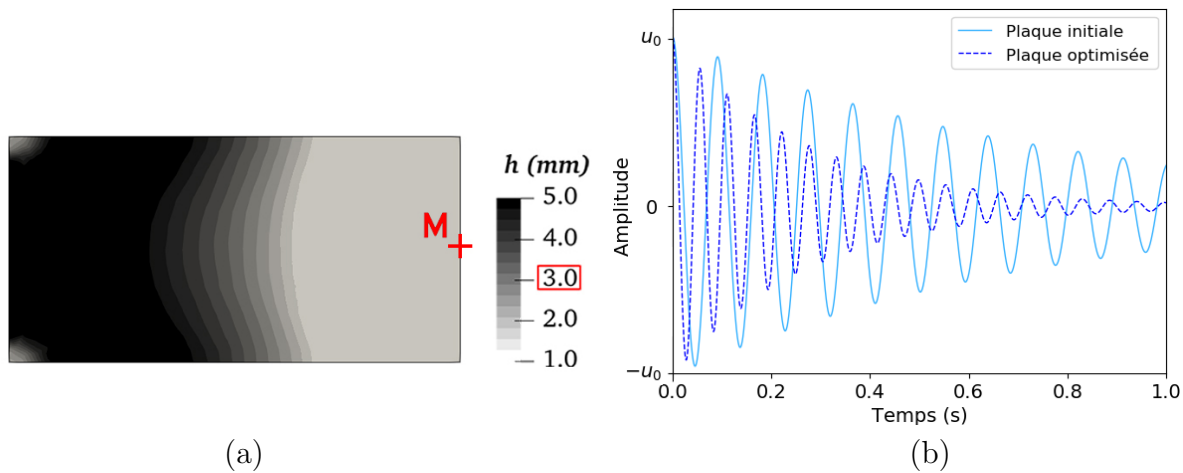 h (mm)
5.0
4.0
3.0
2.0
1.0
M
(a)
u₀
0
−u₀
Amplitude
Plaque initiale
Plaque optimisée
0.0 0.2 0.4 0.6 0.8 1.0
Temps (s)
(b)